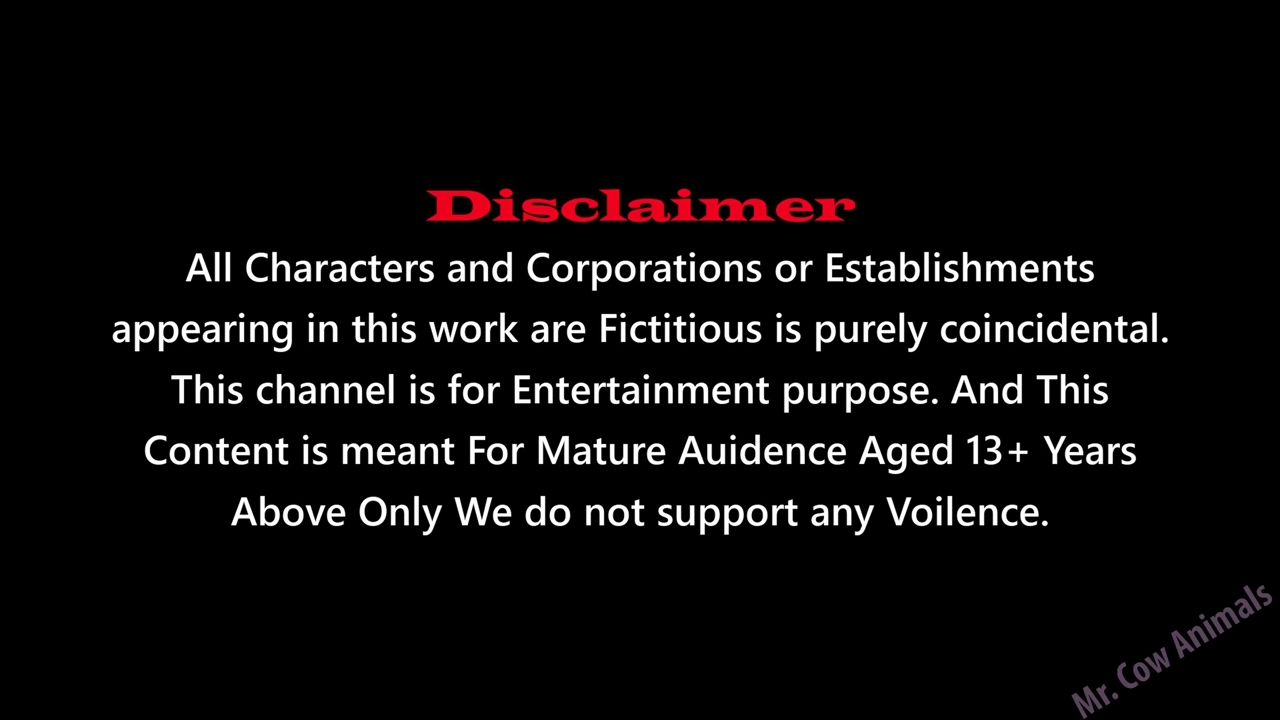 Disclaimer
All Characters and Corporations or Establishments
appearing in this work are Fictitious is purely coincidental.
This channel is for Entertainment purpose. And This
Content is meant For Mature Auidence Aged 13+ Years
Above Only We do not support any Voilence.
Mr. Cow Animals